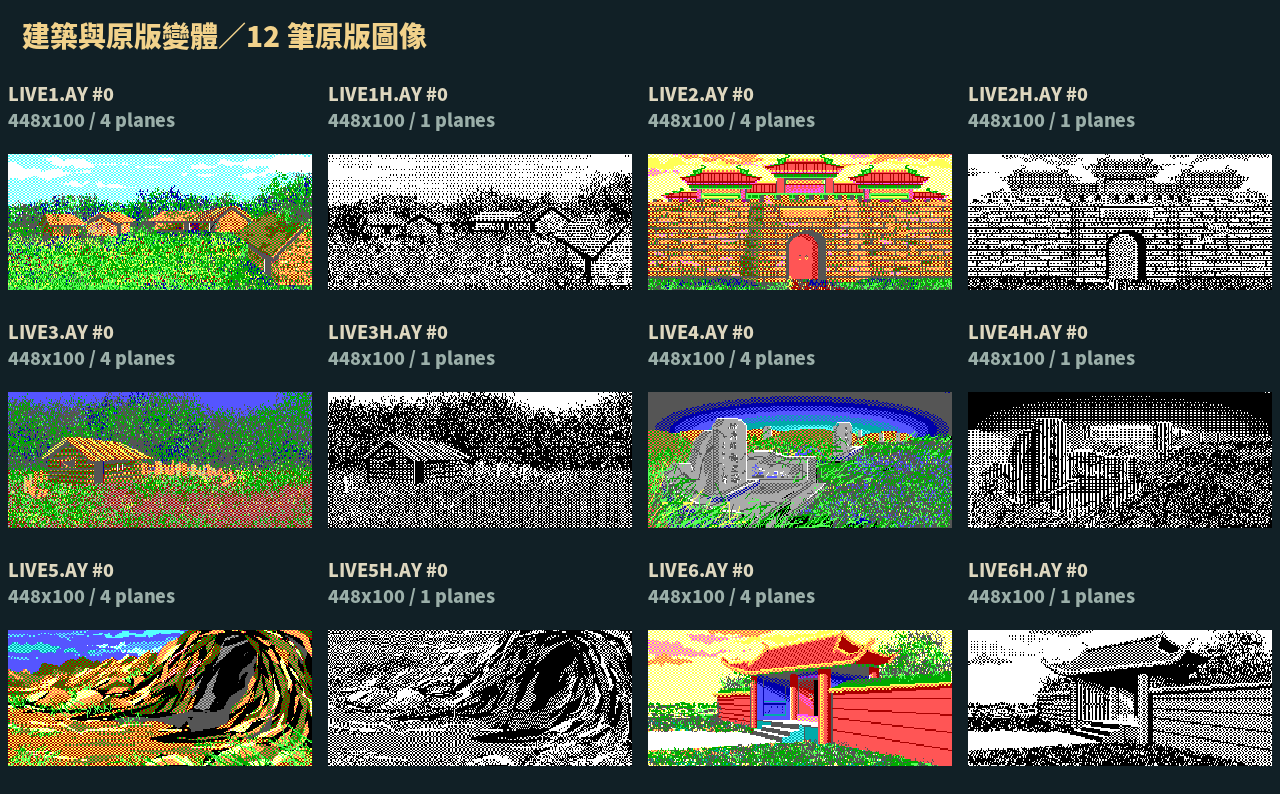 建築與原版變體／12 筆原版圖像
LIVE1.AY #0
448x100 / 4 planes
LIVE1H.AY #0
448x100 / 1 planes
LIVE2.AY #0
448x100 / 4 planes
LIVE2H.AY #0
448x100 / 1 planes
LIVE3.AY #0
448x100 / 4 planes
LIVE3H.AY #0
448x100 / 1 planes
LIVE4.AY #0
448x100 / 4 planes
LIVE4H.AY #0
448x100 / 1 planes
LIVE5.AY #0
448x100 / 4 planes
LIVE5H.AY #0
448x100 / 1 planes
LIVE6.AY #0
448x100 / 4 planes
LIVE6H.AY #0
448x100 / 1 planes